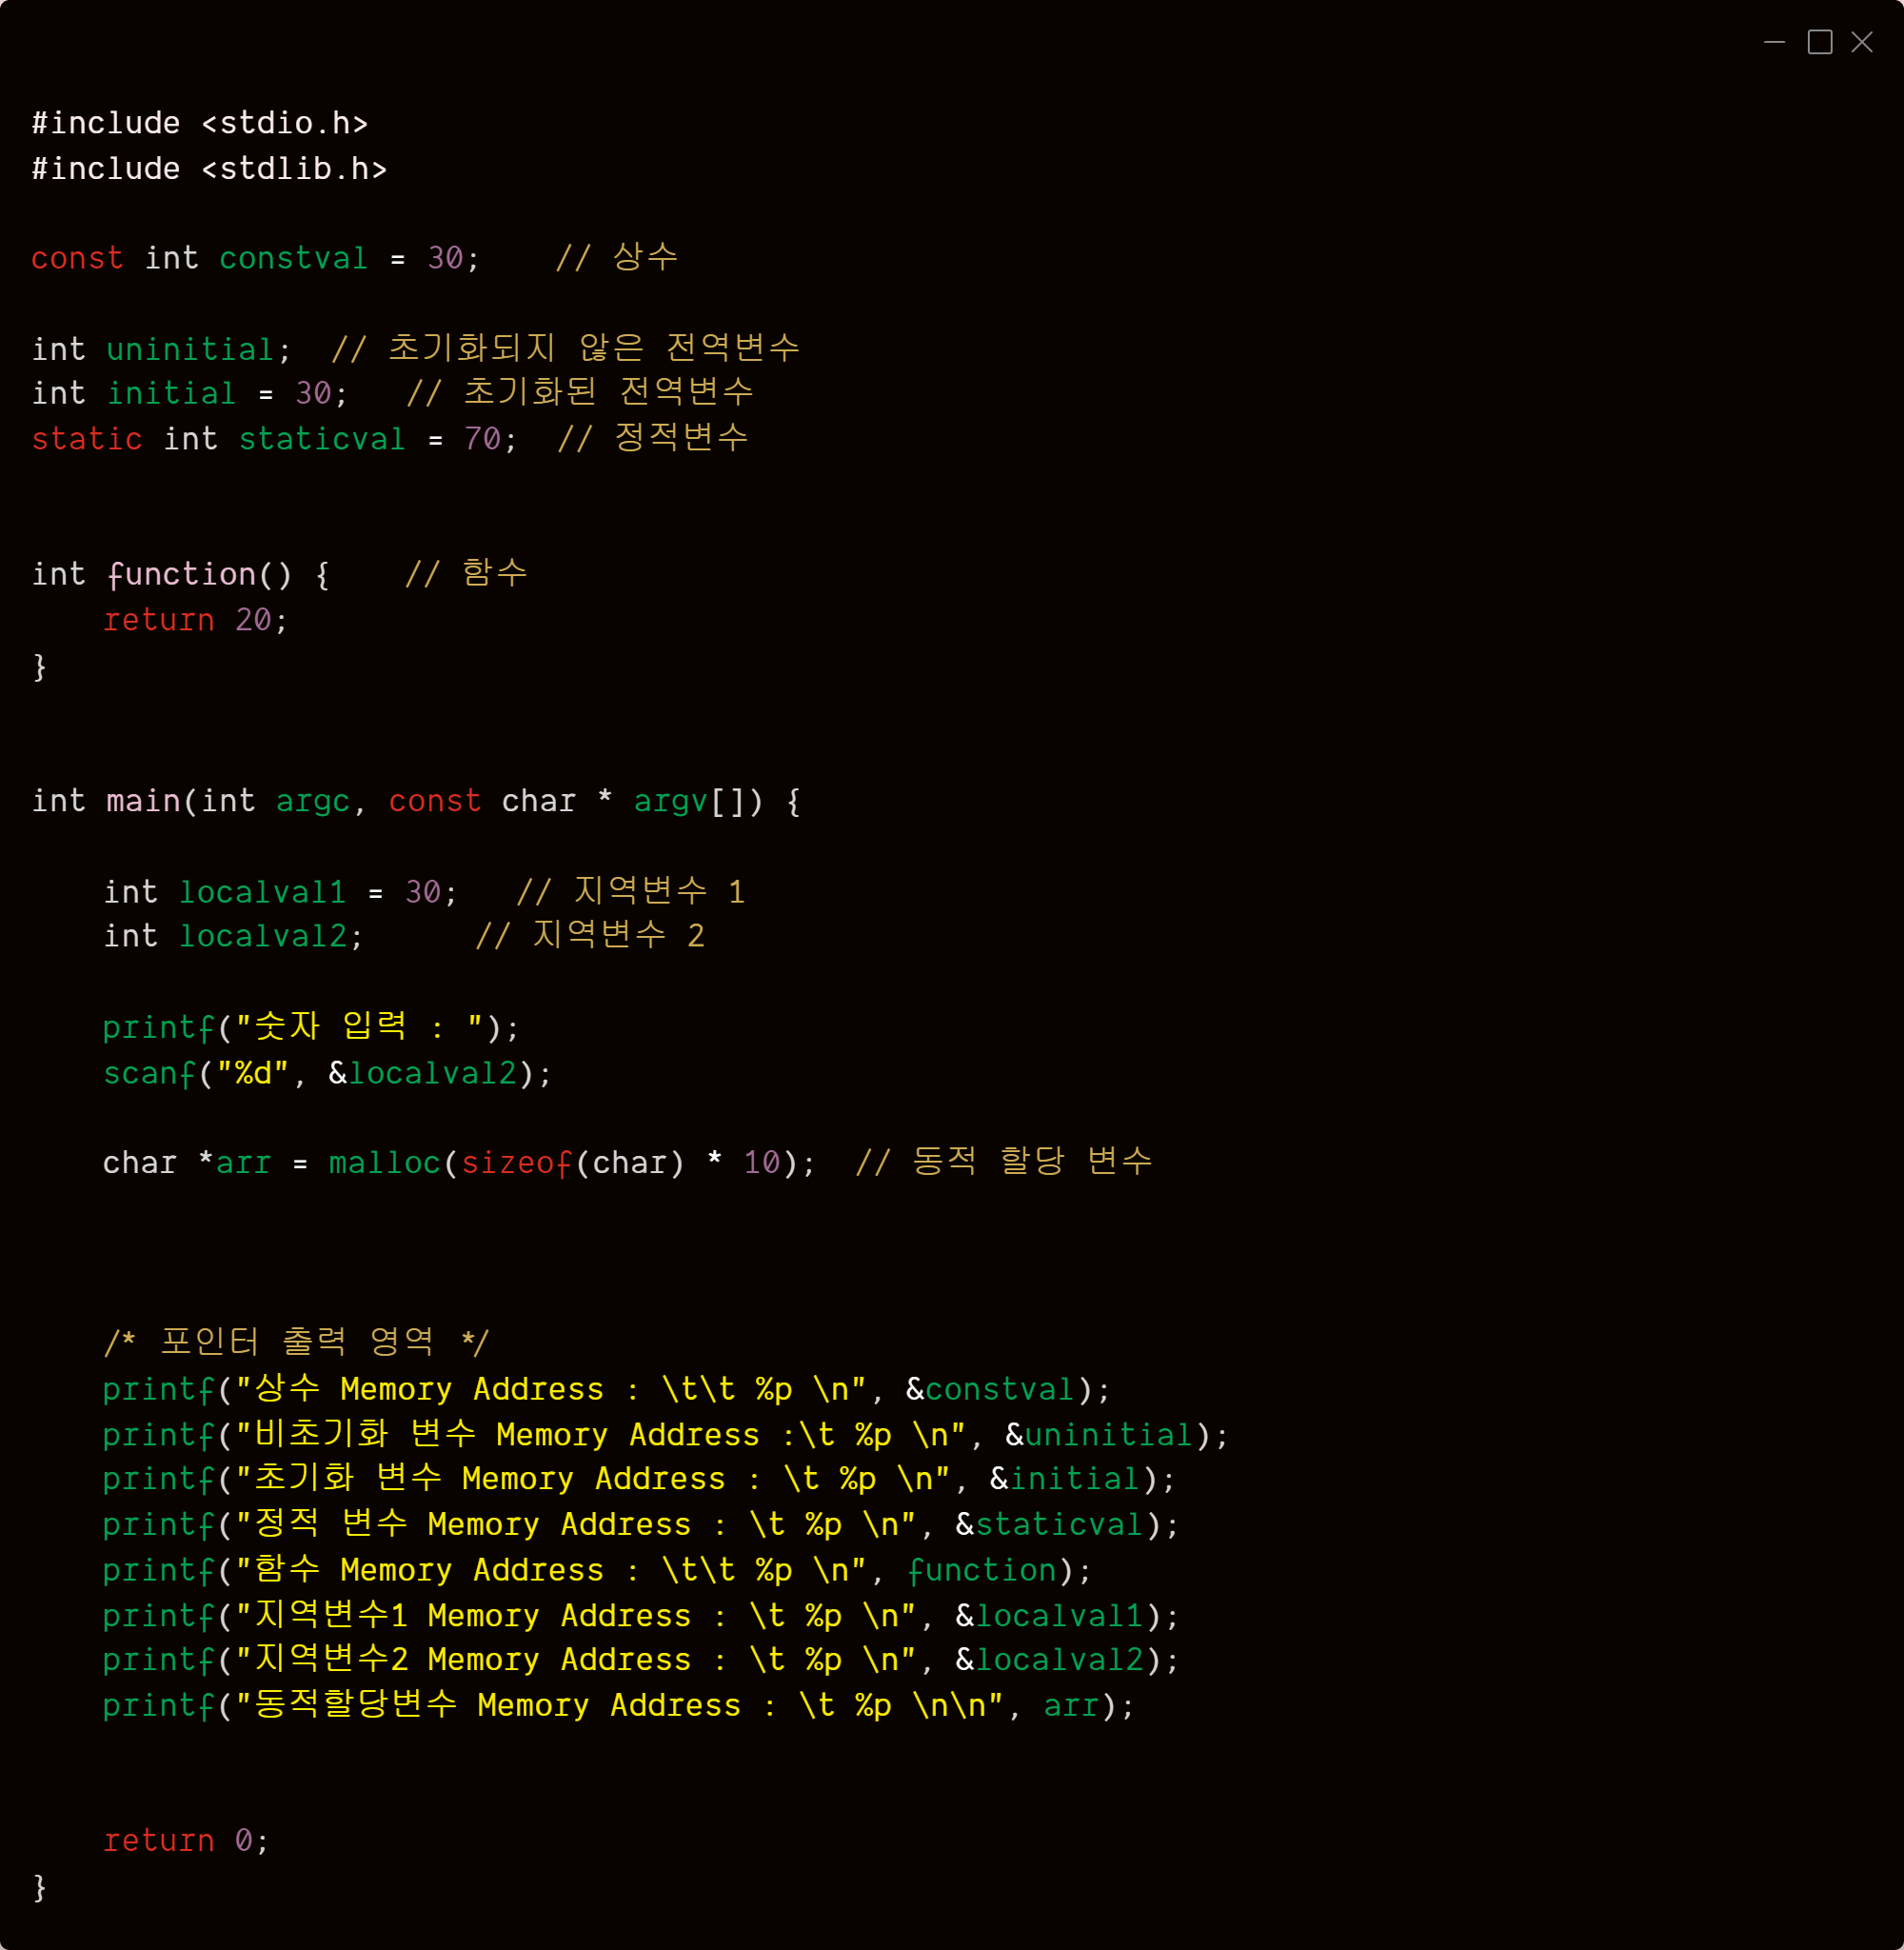 #include <stdio.h>
#include <stdlib.h>
const int constval = 30;    // 상수
int uninitial;  // 초기화되지 않은 전역변수
int initial = 30;   // 초기화된 전역변수
static int staticval = 70;  // 정적변수
int function() {    // 함수
    return 20;
}
int main(int argc, const char * argv[]) {
    int localval1 = 30;   // 지역변수 1
    int localval2;      // 지역변수 2
    printf("숫자 입력 : ");
    scanf("%d", &localval2);
    char *arr = malloc(sizeof(char) * 10);  // 동적 할당 변수
    /* 포인터 출력 영역 */
    printf("상수 Memory Address : \t\t %p \n", &constval);
    printf("비초기화 변수 Memory Address :\t %p \n", &uninitial);
    printf("초기화 변수 Memory Address : \t %p \n", &initial);
    printf("정적 변수 Memory Address : \t %p \n", &staticval);
    printf("함수 Memory Address : \t\t %p \n", function);
    printf("지역변수1 Memory Address : \t %p \n", &localval1);
    printf("지역변수2 Memory Address : \t %p \n", &localval2);
    printf("동적할당변수 Memory Address : \t %p \n\n", arr);
    return 0;
}